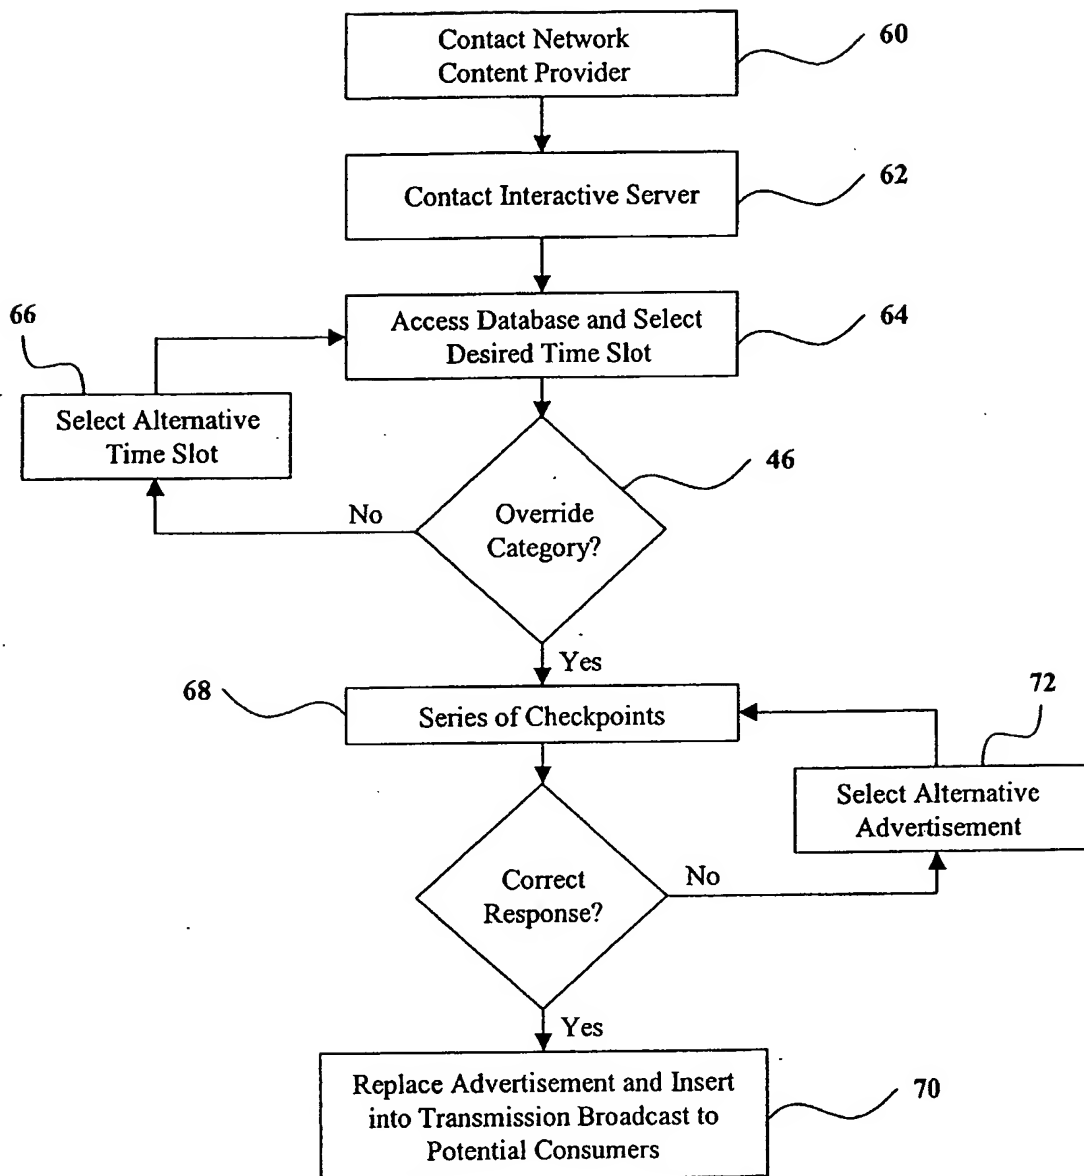 Contact Network
Content Provider
60
Contact Interactive Server
62
Access Database and Select
Desired Time Slot
64
66
Select Alternative
Time Slot
46
No
Override
Category?
Yes
68
Series of Checkpoints
72
Select Alternative
Advertisement
Correct
Response?
No
Yes
Replace Advertisement and Insert
into Transmission Broadcast to
Potential Consumers
70